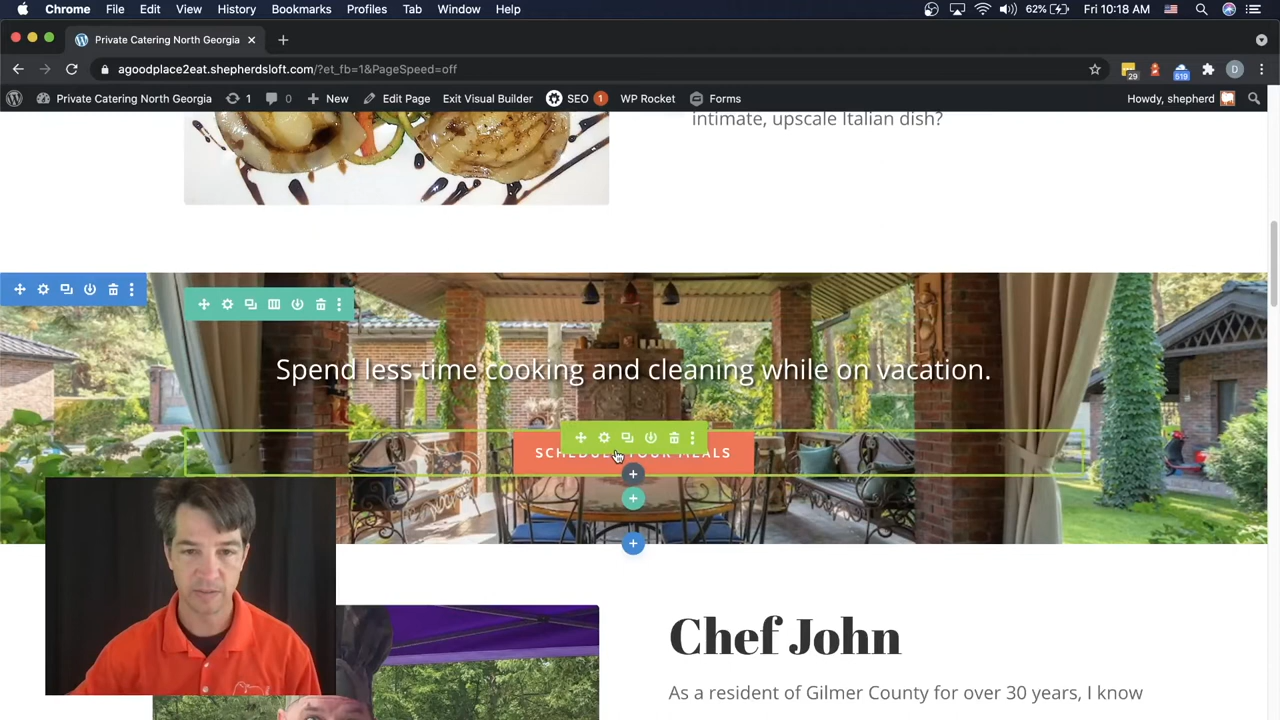 Chrome File Edit View History Bookmarks Profiles Tab Window Help 62% Fri 10:18 AM
Private Catering North Georgia
agoodplace2eat.shepherdsloft.com/?et_fb=1&PageSpeed=off 29 519 D
Private Catering North Georgia 1 0 New Edit Page Exit Visual Builder SEO 1 WP Rocket Forms Howdy, shepherd
intimate, upscale Italian dish?
Spend less time cooking and cleaning while on vacation.
SCHEDULE YOUR MEALS
Chef John
As a resident of Gilmer County for over 30 years, I know